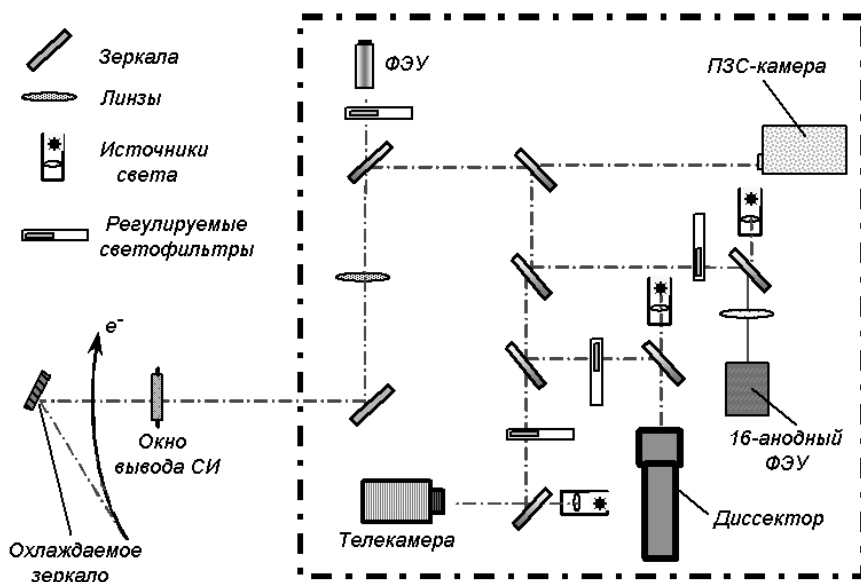 Зеркала
Линзы
Источники
света
Регулируемые
светофильтры
ФЭУ
ПЗС-камера
e-
Окно
вывода СИ
Охлаждаемое
зеркало
Телекамера
16-анодный
ФЭУ
Диссектор